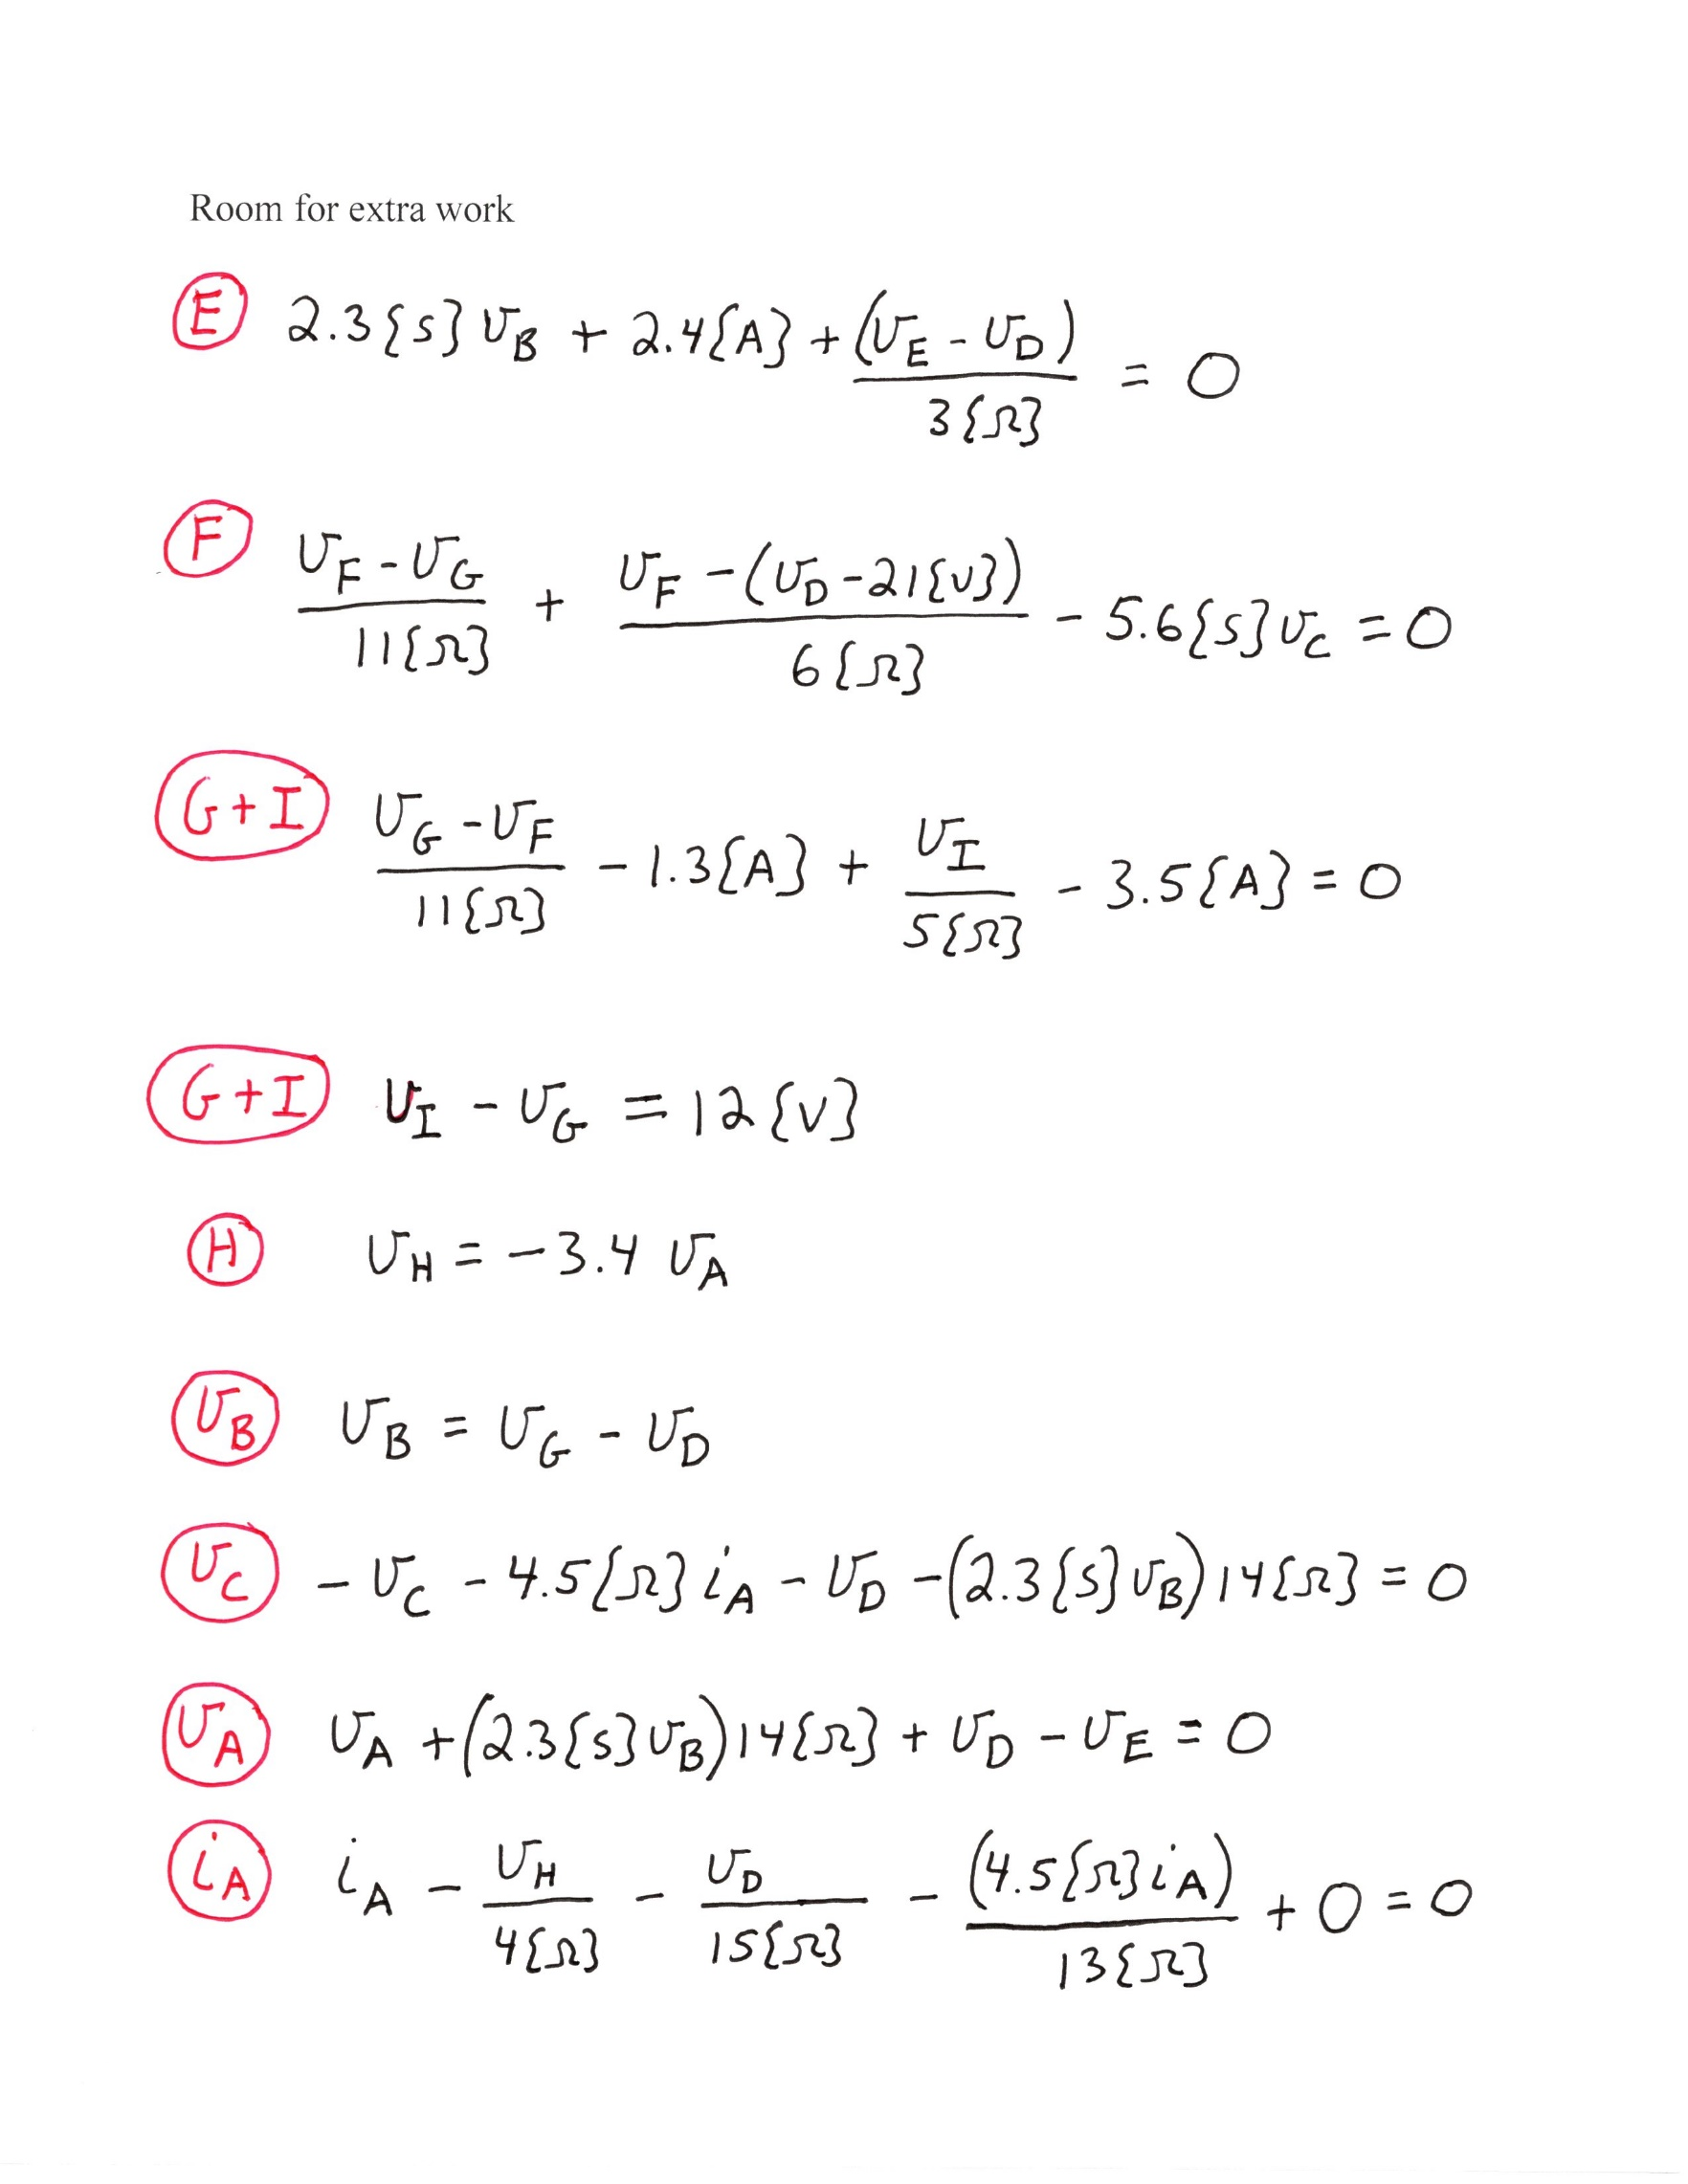 Room for extra work
(E) 2.3{S} v_B + 2.4{A} + (v_E - v_D) / 3{Ω} = 0
(F) v_F - v_G / 11{Ω} + v_F - (v_D - 21{V}) / 6{Ω} - 5.6{S} v_C = 0
(G+I) v_G - v_F / 11{Ω} - 1.3{A} + v_I / 5{Ω} - 3.5{A} = 0
(G+I) v_I - v_G = 12{V}
(H) v_H = -3.4 v_A
(v_B) v_B = v_G - v_D
(v_C) - v_C - 4.5{Ω} i_A - v_D - (2.3{S} v_B) 14{Ω} = 0
(v_A) v_A + (2.3{S} v_B) 14{Ω} + v_D - v_E = 0
(i_A) i_A - v_H / 4{Ω} - v_D / 15{Ω} - (4.5{Ω} i_A) / 13{Ω} + 0 = 0